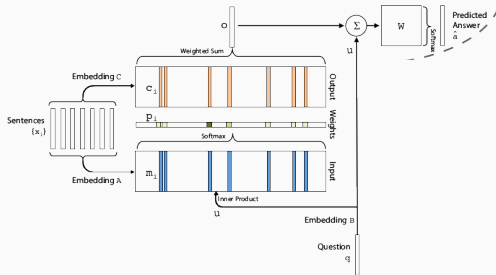 o
Σ
W
Softmax
Predicted
Answer
â
u
Weighted Sum
Embedding C
c_i
Output
Sentences
{x_i}
p_i
Weights
Softmax
m_i
Input
Embedding A
Inner Product
u
Embedding B
Question
q